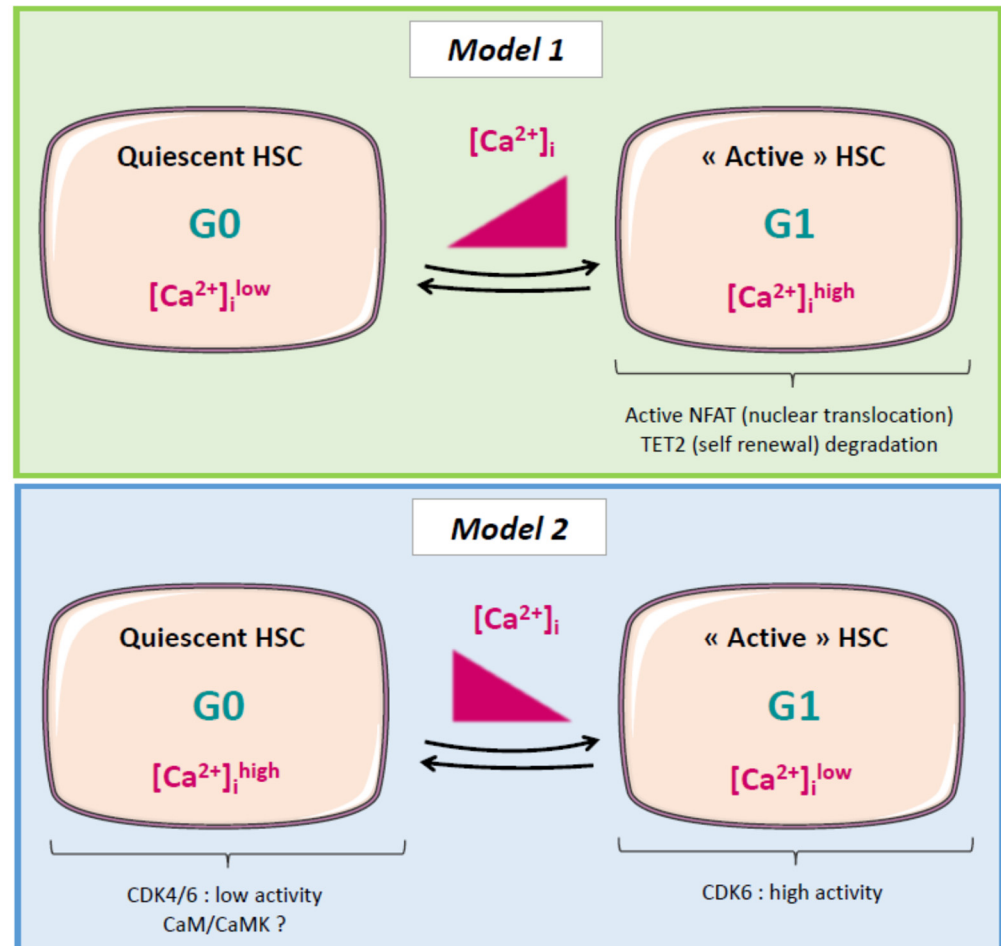 Model 1
Quiescent HSC
G0
[Ca²⁺]ᵢˡᵒʷ
[Ca²⁺]ᵢ
« Active » HSC
G1
[Ca²⁺]ᵢʰⁱᵍʰ
Active NFAT (nuclear translocation)
TET2 (self renewal) degradation
Model 2
Quiescent HSC
G0
[Ca²⁺]ᵢʰⁱᵍʰ
CDK4/6 : low activity
CaM/CaMK ?
[Ca²⁺]ᵢ
« Active » HSC
G1
[Ca²⁺]ᵢˡᵒʷ
CDK6 : high activity